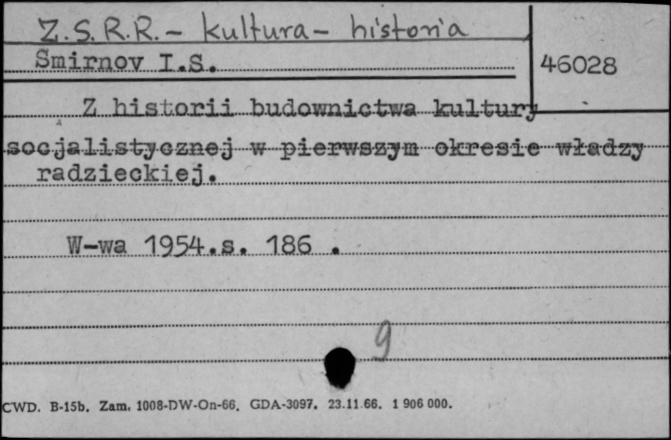 Z.S.R.R. - kultura - historia
Smirnov I.S.
46028
Z historii budownictwa kultury
socjalistycznej w pierwszym okresie władzy
radzieckiej.
W-wa 1954.s. 186 .
9
CWD. B-15b. Zam. 1008-DW-On-66. GDA-3097. 23.11.66. 1 906 000.